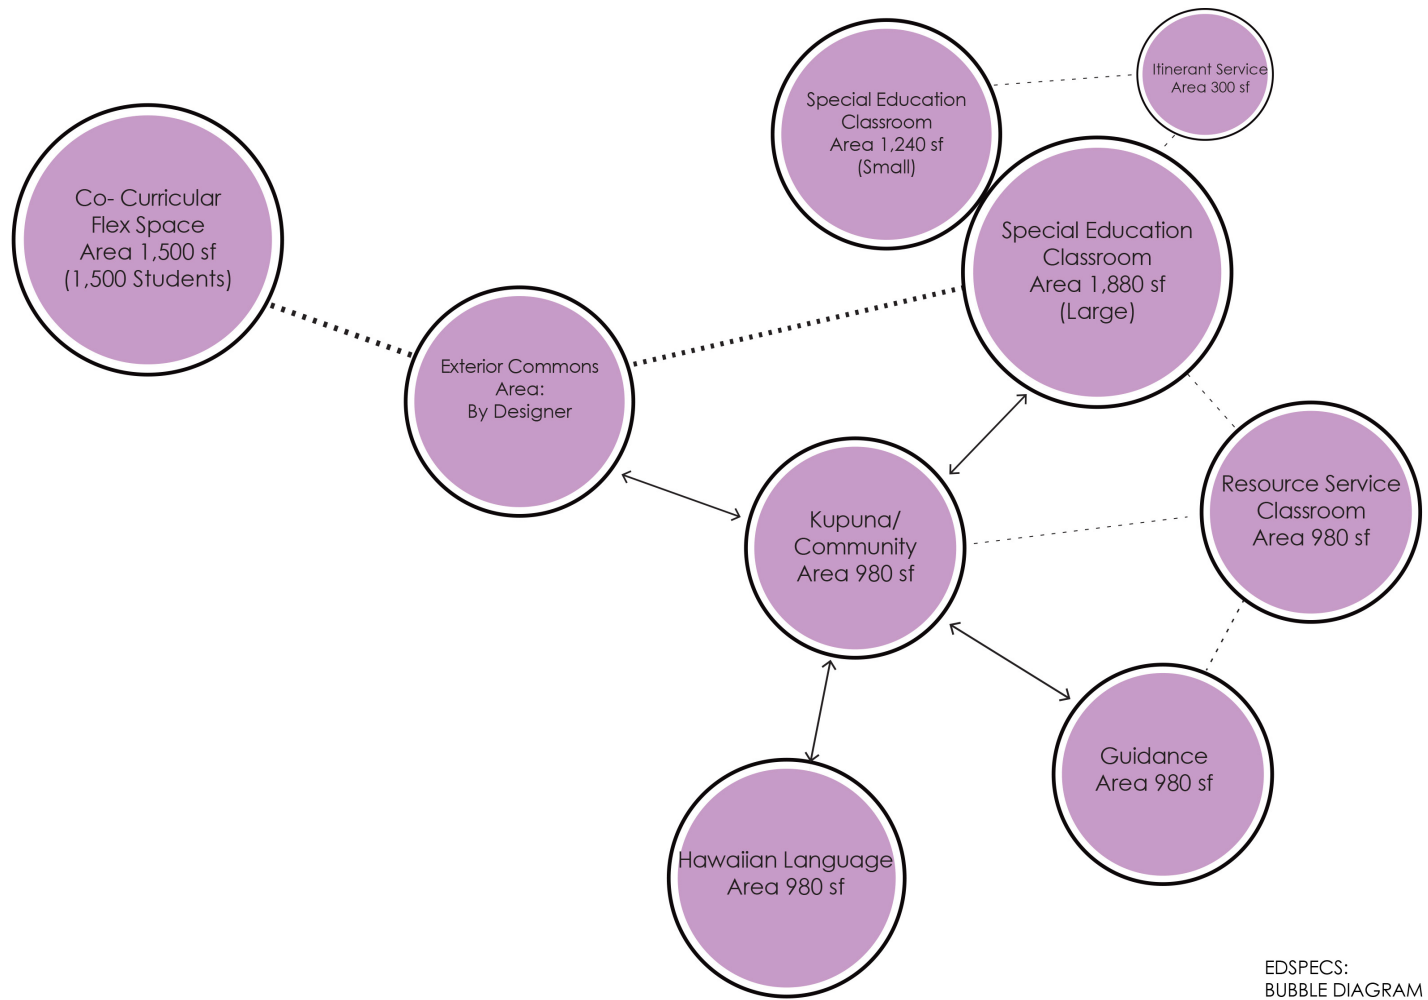 Itinerant Service
Area 300 sf
Special Education
Classroom
Area 1,240 sf
(Small)
Co- Curricular
Flex Space
Area 1,500 sf
(1,500 Students)
Special Education
Classroom
Area 1,880 sf
(Large)
Exterior Commons
Area:
By Designer
Resource Service
Classroom
Area 980 sf
Kupuna/
Community
Area 980 sf
Guidance
Area 980 sf
Hawaiian Language
Area 980 sf
EDSPECS:
BUBBLE DIAGRAM